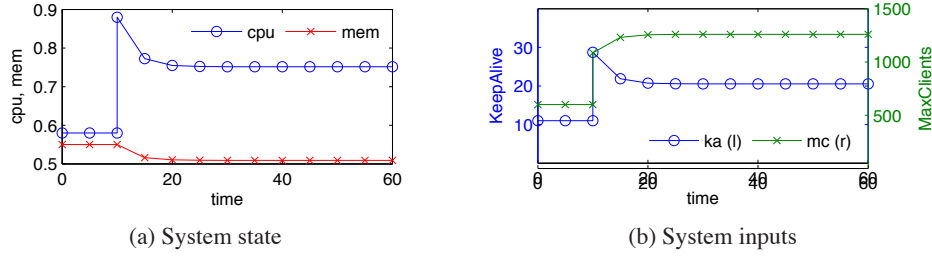 0.9
0.8
0.7
0.6
0.5
cpu, mem
cpu
mem
0 20 40 60
time
(a) System state
30
20
10
KeepAlive
1500
1000
500
MaxClients
ka (l)
mc (r)
0 20 40 60
time
(b) System inputs